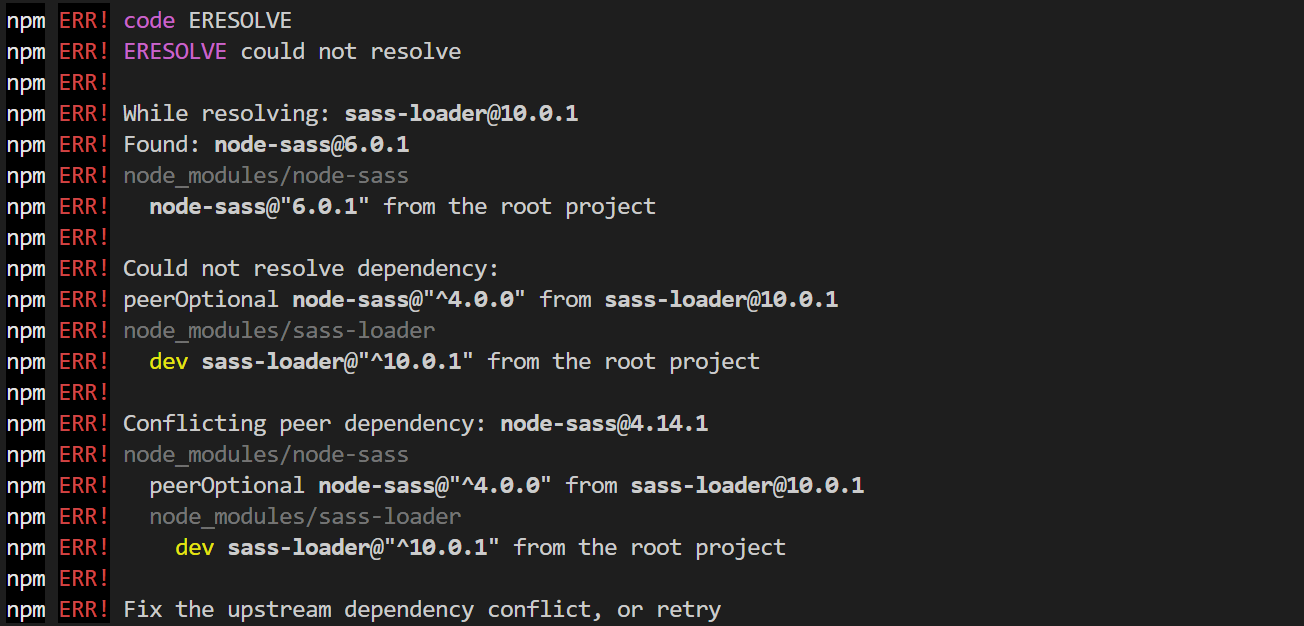 npm ERR! code ERESOLVE
npm ERR! ERESOLVE could not resolve
npm ERR!
npm ERR! While resolving: sass-loader@10.0.1
npm ERR! Found: node-sass@6.0.1
npm ERR! node_modules/node-sass
npm ERR!   node-sass@"6.0.1" from the root project
npm ERR!
npm ERR! Could not resolve dependency:
npm ERR! peerOptional node-sass@"^4.0.0" from sass-loader@10.0.1
npm ERR! node_modules/sass-loader
npm ERR!   dev sass-loader@"^10.0.1" from the root project
npm ERR!
npm ERR! Conflicting peer dependency: node-sass@4.14.1
npm ERR! node_modules/node-sass
npm ERR!   peerOptional node-sass@"^4.0.0" from sass-loader@10.0.1
npm ERR!   node_modules/sass-loader
npm ERR!     dev sass-loader@"^10.0.1" from the root project
npm ERR!
npm ERR! Fix the upstream dependency conflict, or retry